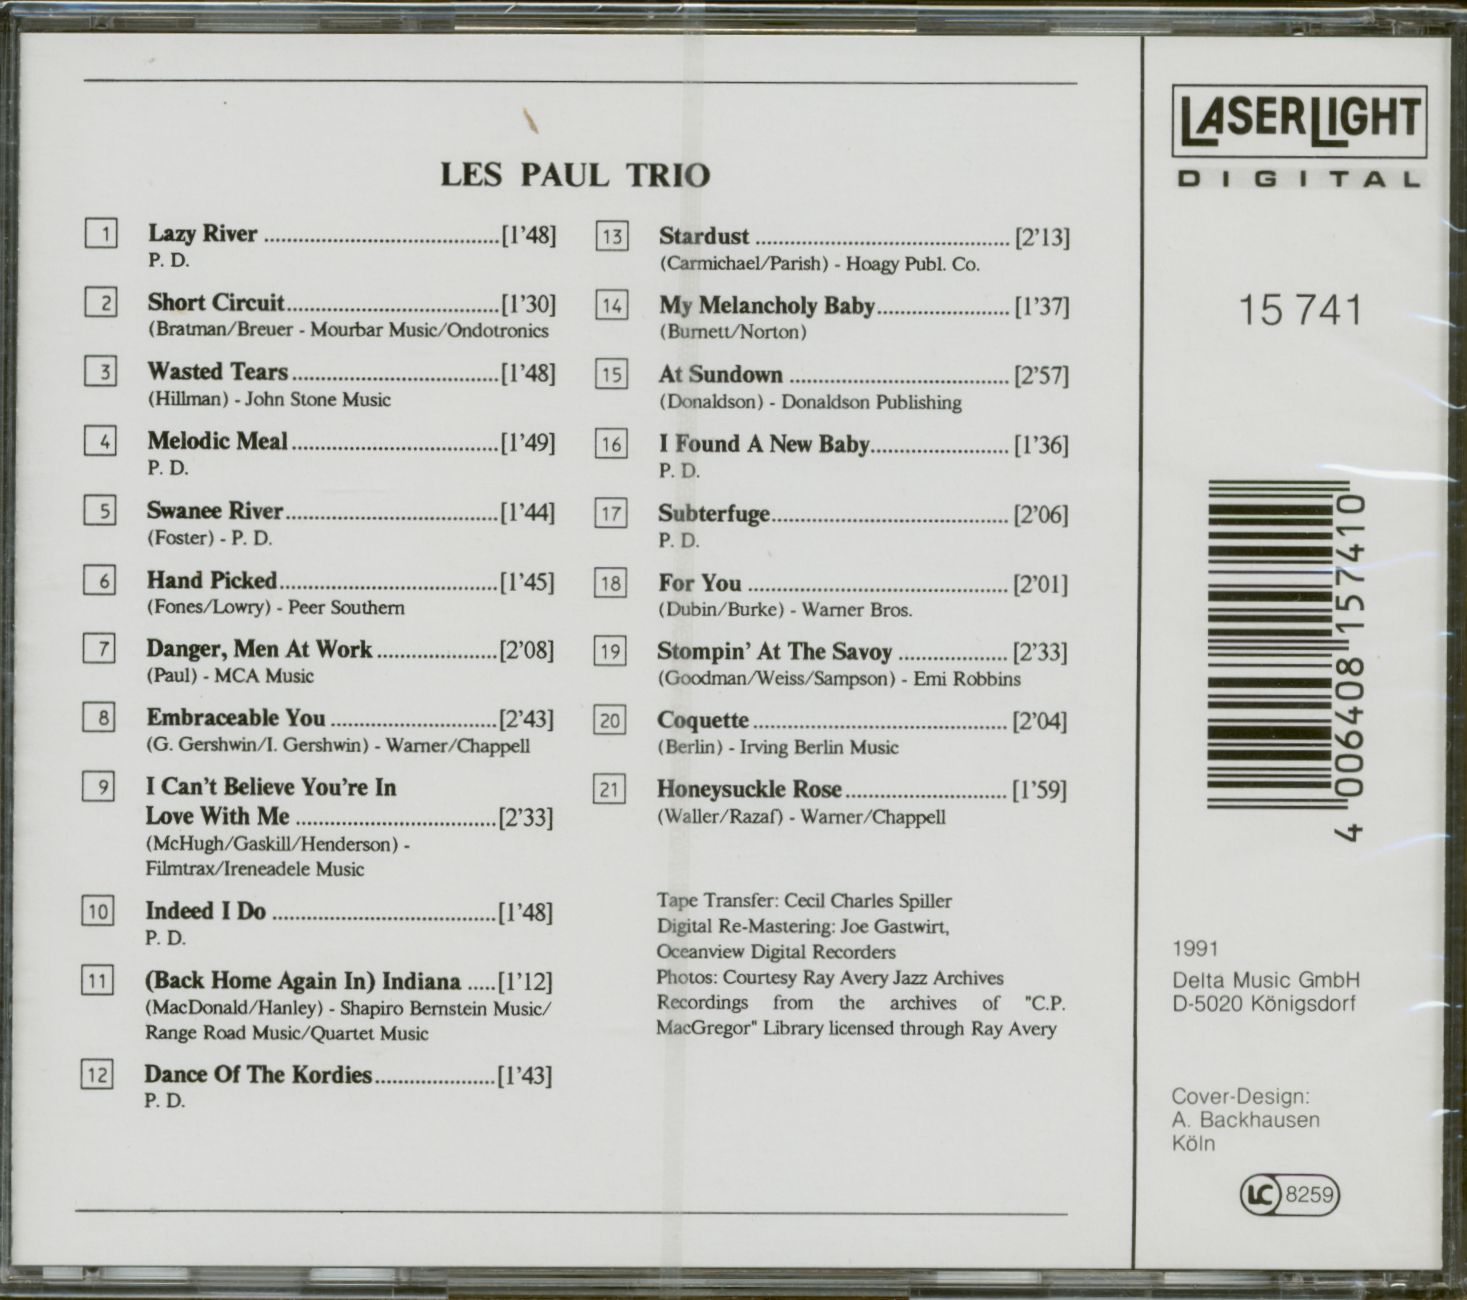 LES PAUL TRIO
1 Lazy River ....................................[1'48]
P. D.
2 Short Circuit.................................[1'30]
(Bratman/Breuer - Mourbar Music/Ondotronics
3 Wasted Tears ................................[1'48]
(Hillman) - John Stone Music
4 Melodic Meal ................................[1'49]
P. D.
5 Swanee River.................................[1'44]
(Foster) - P. D.
6 Hand Picked..................................[1'45]
(Fones/Lowry) - Peer Southern
7 Danger, Men At Work .....................[2'08]
(Paul) - MCA Music
8 Embraceable You ..........................[2'43]
(G. Gershwin/I. Gershwin) - Warner/Chappell
9 I Can't Believe You're In
Love With Me ...............................[2'33]
(McHugh/Gaskill/Henderson) -
Filmtrax/Ireneadele Music
10 Indeed I Do ...................................[1'48]
P. D.
11 (Back Home Again In) Indiana .....[1'12]
(MacDonald/Hanley) - Shapiro Bernstein Music/
Range Road Music/Quartet Music
12 Dance Of The Kordies.....................[1'43]
P. D.
13 Stardust ....................................... [2'13]
(Carmichael/Parish) - Hoagy Publ. Co.
14 My Melancholy Baby..................... [1'37]
(Burnett/Norton)
15 At Sundown .................................. [2'57]
(Donaldson) - Donaldson Publishing
16 I Found A New Baby...................... [1'36]
P. D.
17 Subterfuge..................................... [2'06]
P. D.
18 For You ........................................ [2'01]
(Dubin/Burke) - Warner Bros.
19 Stompin' At The Savoy ................. [2'33]
(Goodman/Weiss/Sampson) - Emi Robbins
20 Coquette....................................... [2'04]
(Berlin) - Irving Berlin Music
21 Honeysuckle Rose......................... [1'59]
(Waller/Razaf) - Warner/Chappell
Tape Transfer: Cecil Charles Spiller
Digital Re-Mastering: Joe Gastwirt,
Oceanview Digital Recorders
Photos: Courtesy Ray Avery Jazz Archives
Recordings from the archives of "C.P.
MacGregor" Library licensed through Ray Avery
LASERLIGHT
DIGITAL
15 741
4 006408 157410
1991
Delta Music GmbH
D-5020 Königsdorf
Cover-Design:
A. Backhausen
Köln
LC 8259